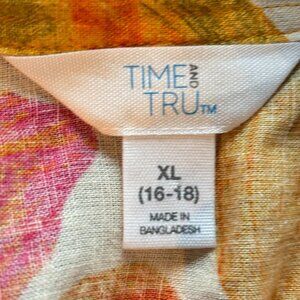 TIME AND
TRU™
XL
(16-18)
MADE IN
BANGLADESH